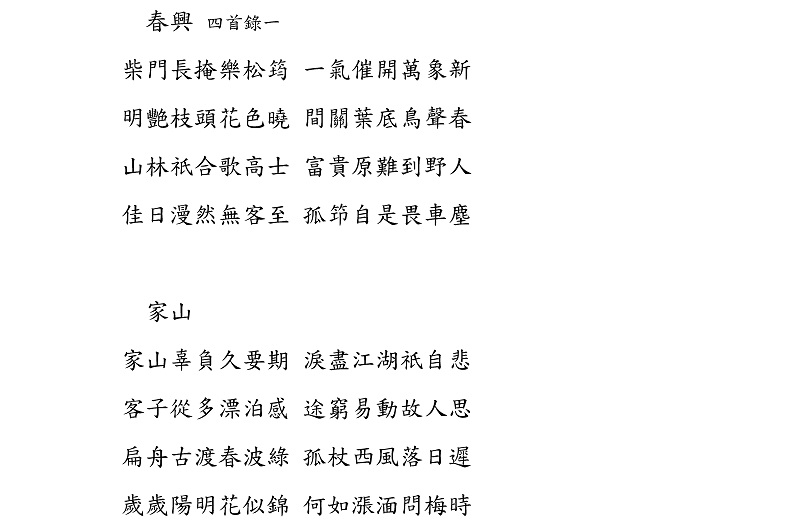 春興 四首錄一
柴門長掩樂松筠 一氣催開萬象新
明艷枝頭花色曉 間關葉底鳥聲春
山林祇合歌高士 富貴原難到野人
佳日漫然無客至 孤筇自是畏車塵
家山
家山辜負久要期 淚盡江湖祇自悲
客子從多漂泊感 途窮易動故人思
扁舟古渡春波綠 孤杖西風落日遲
歲歲陽明花似錦 何如漲湎問梅時